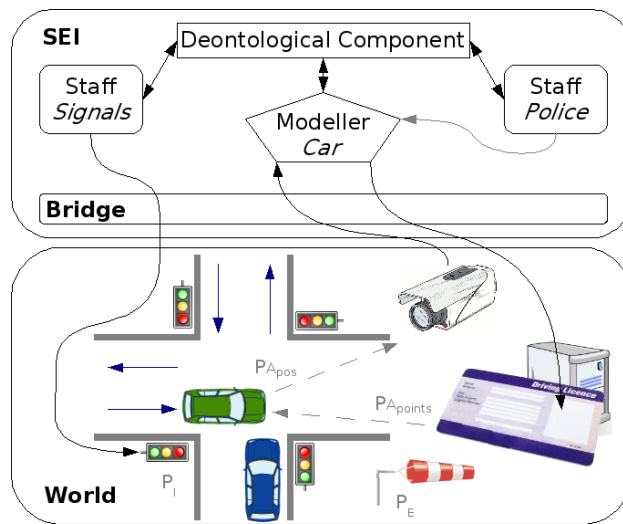 SEI
Deontological Component
Staff
Signals
Staff
Police
Modeller
Car
Bridge
PApos
Driving Licence
PApoints
PI
PE
World